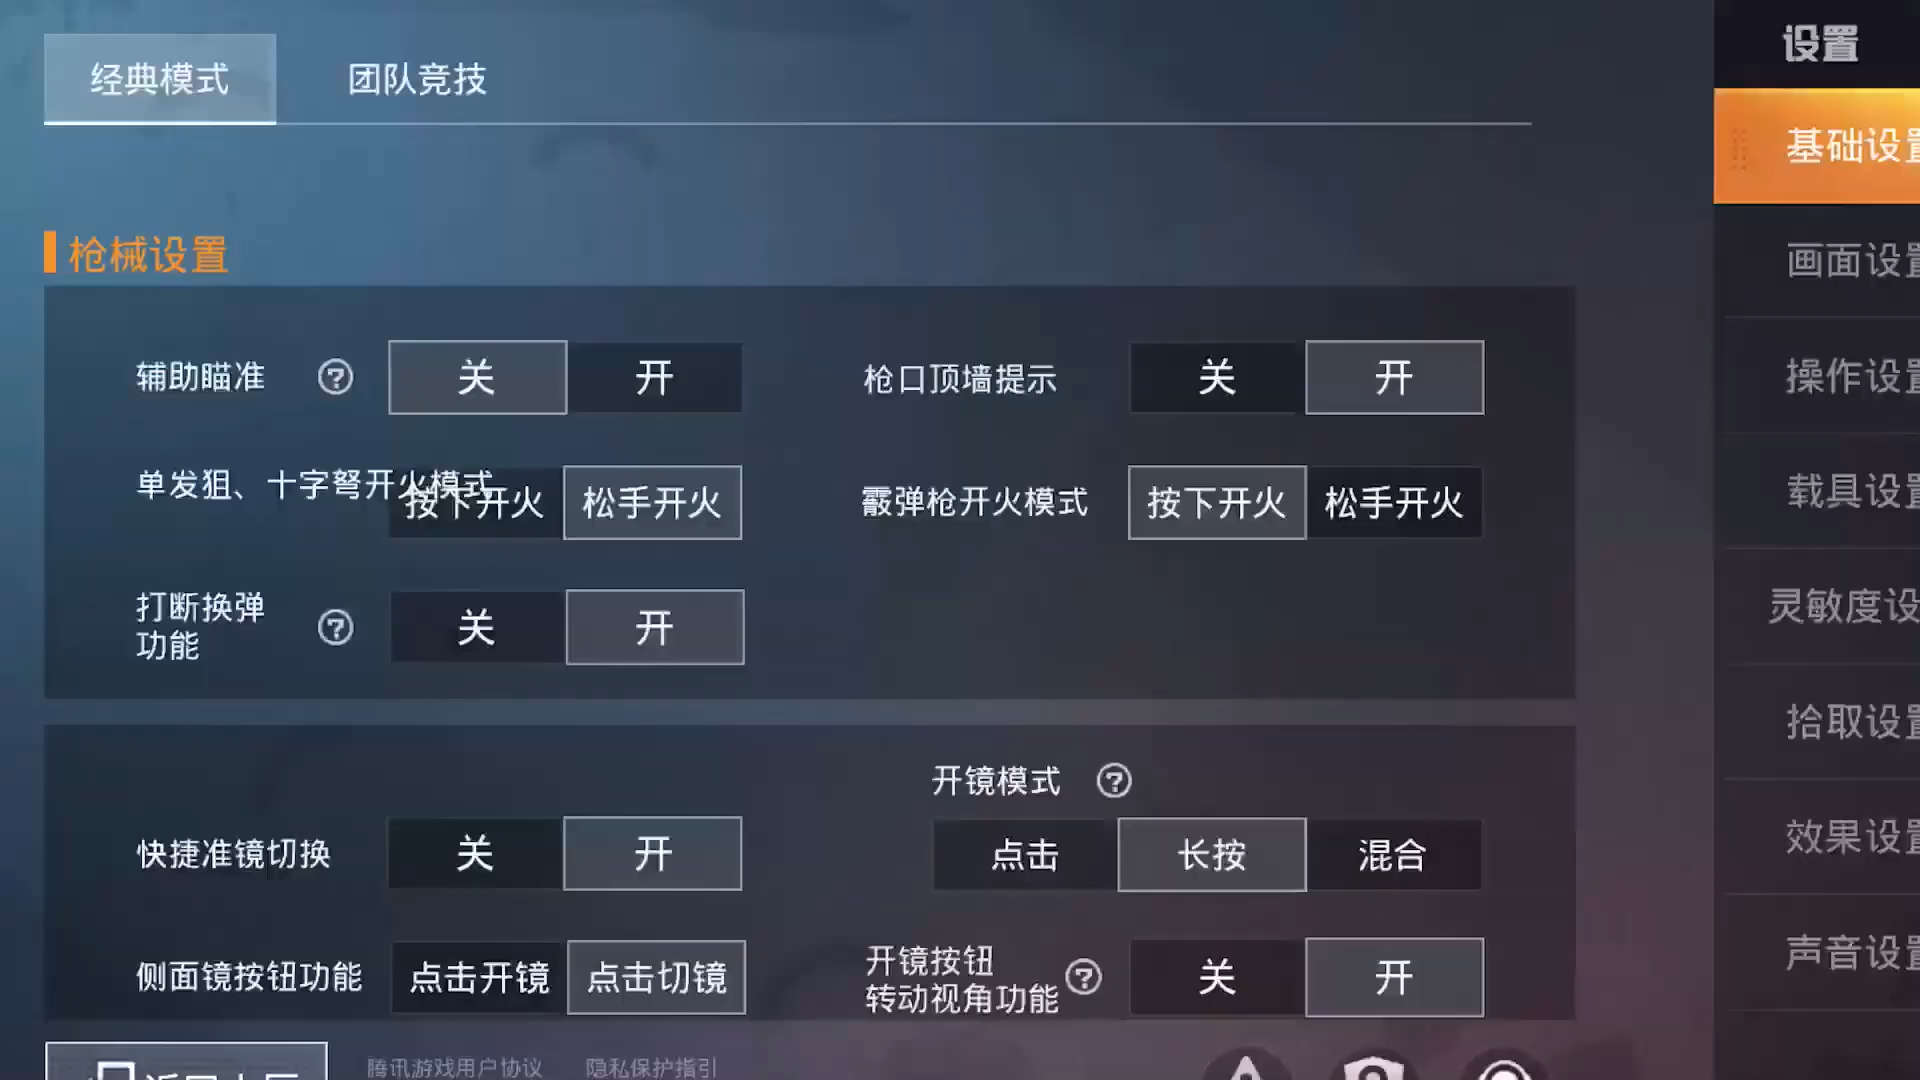 经典模式 团队竞技
设置
基础设置
画面设置
操作设置
载具设置
灵敏度设
拾取设置
效果设置
声音设置
枪械设置
辅助瞄准 ? 关 开
枪口顶墙提示 关 开
单发狙、十字弩开火模式 按下开火 松手开火
霰弹枪开火模式 按下开火 松手开火
打断换弹
功能 ? 关 开
快捷准镜切换 关 开
开镜模式 ?
点击 长按 混合
侧面镜按钮功能 点击开镜 点击切镜
开镜按钮
转动视角功能 ? 关 开
腾讯游戏用户协议 隐私保护指引